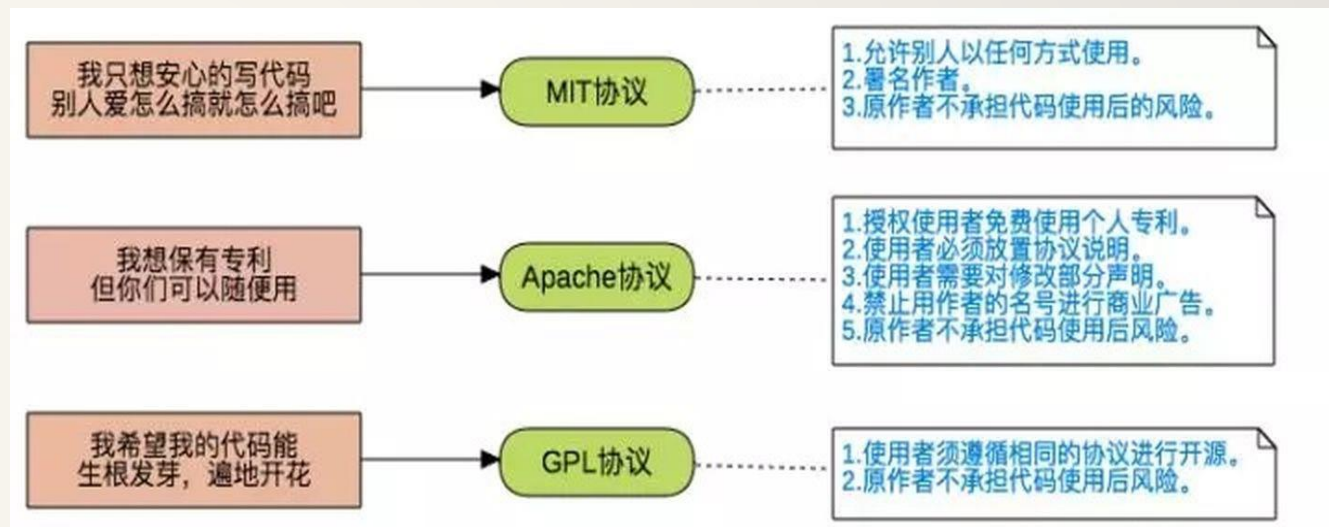 我只想安心的写代码
别人爱怎么搞就怎么搞吧
MIT协议
1.允许别人以任何方式使用。
2.署名作者。
3.原作者不承担代码使用后的风险。
我想保有专利
但你们可以随便用
Apache协议
1.授权使用者免费使用个人专利。
2.使用者必须放置协议说明。
3.使用者需要对修改部分声明。
4.禁止用作者的名号进行商业广告。
5.原作者不承担代码使用后风险。
我希望我的代码能
生根发芽，遍地开花
GPL协议
1.使用者须遵循相同的协议进行开源。
2.原作者不承担代码使用后风险。